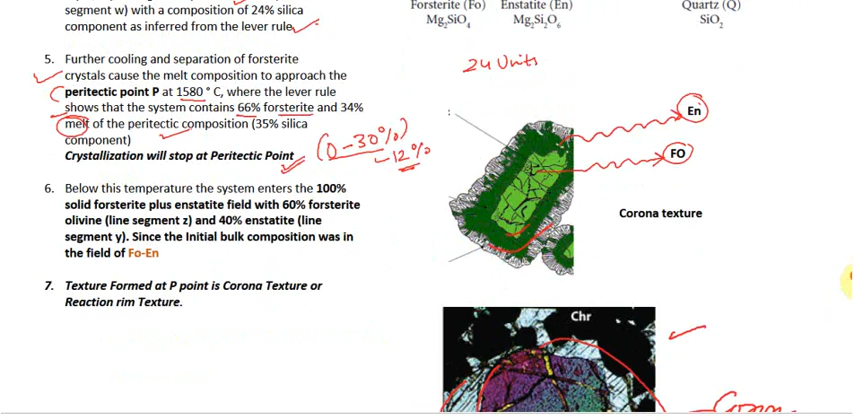 segment w) with a composition of 24% silica
component as inferred from the lever rule.
5. Further cooling and separation of forsterite
crystals cause the melt composition to approach the
peritectic point P at 1580 ° C, where the lever rule
shows that the system contains 66% forsterite and 34%
melt of the peritectic composition (35% silica
component)
Crystallization will stop at Peritectic Point
6. Below this temperature the system enters the 100%
solid forsterite plus enstatite field with 60% forsterite
olivine (line segment z) and 40% enstatite (line
segment y). Since the Initial bulk composition was in
the field of Fo-En
7. Texture Formed at P point is Corona Texture or
Reaction rim Texture.
(0-30%)
-12%
Forsterite (Fo) Enstatite (En) Quartz (Q)
Mg₂SiO₄ Mg₂Si₂O₆ SiO₂
24 Units
En
FO
Corona texture
Chr